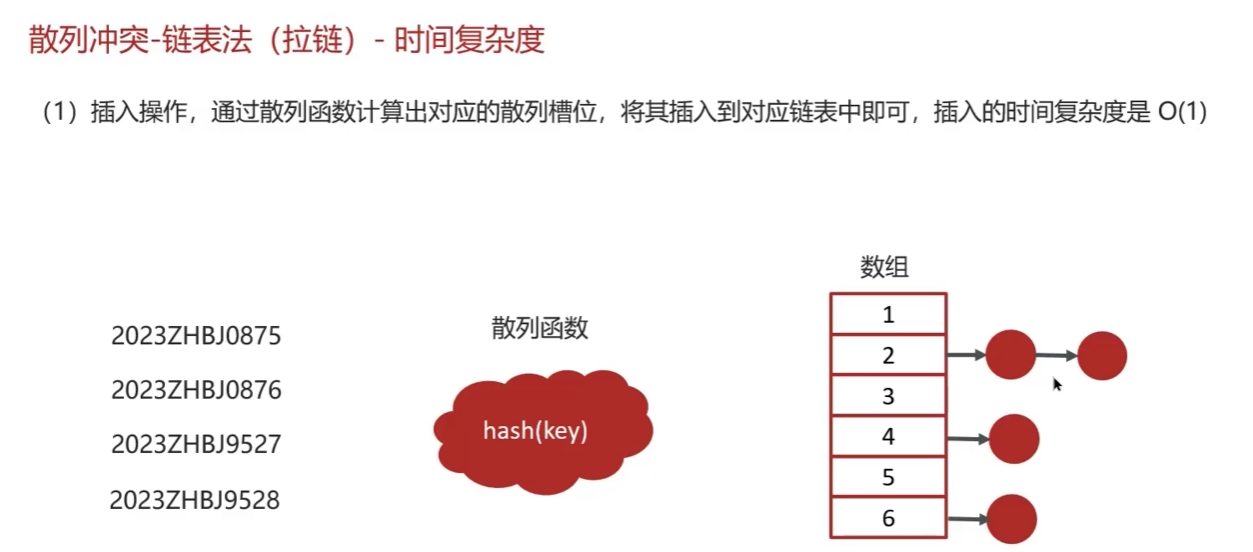 散列冲突-链表法（拉链）- 时间复杂度
（1）插入操作，通过散列函数计算出对应的散列槽位，将其插入到对应链表中即可，插入的时间复杂度是 O(1)
2023ZHBJ0875
2023ZHBJ0876
2023ZHBJ9527
2023ZHBJ9528
散列函数
hash(key)
数组
1
2
3
4
5
6